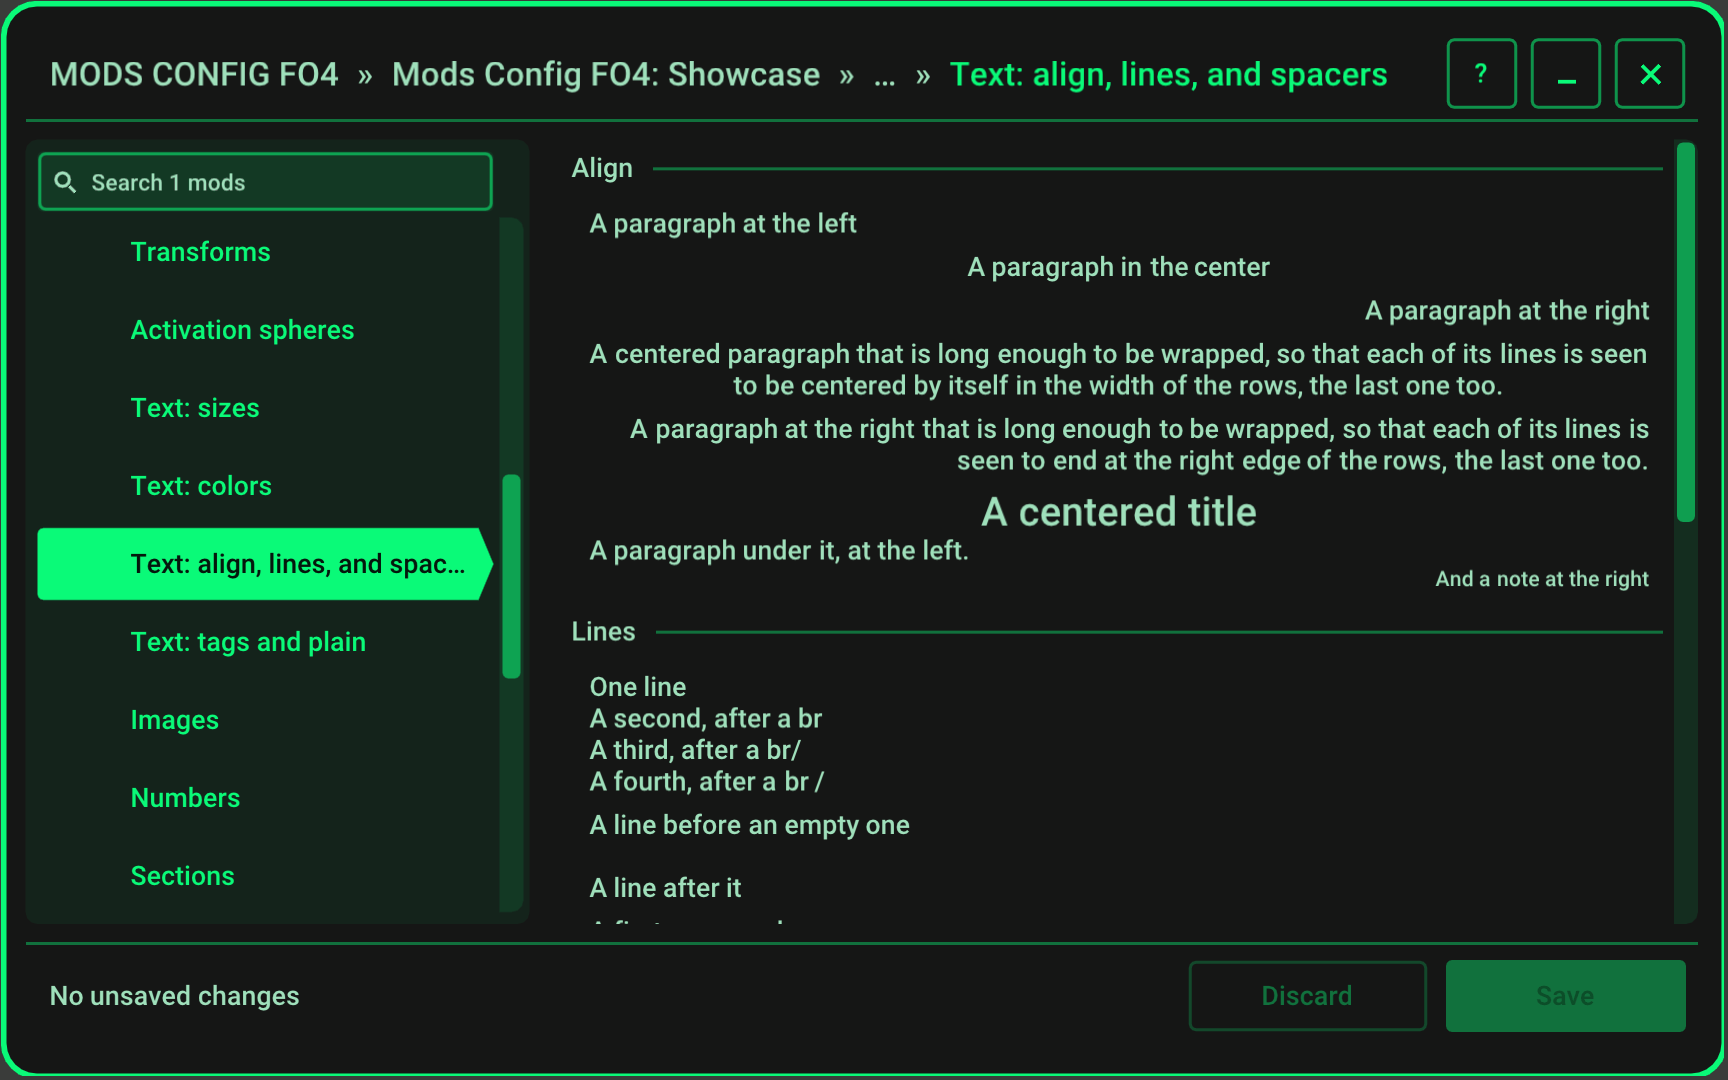 MODS CONFIG FO4 » Mods Config FO4: Showcase » ... » Text: align, lines, and spacers
?
Search 1 mods
Transforms
Activation spheres
Text: sizes
Text: colors
Text: align, lines, and spac...
Text: tags and plain
Images
Numbers
Sections
Align
A paragraph at the left
A paragraph in the center
A paragraph at the right
A centered paragraph that is long enough to be wrapped, so that each of its lines is seen
to be centered by itself in the width of the rows, the last one too.
A paragraph at the right that is long enough to be wrapped, so that each of its lines is
seen to end at the right edge of the rows, the last one too.
A centered title
A paragraph under it, at the left.
And a note at the right
Lines
One line
A second, after a br
A third, after a br/
A fourth, after a br /
A line before an empty one
A line after it
No unsaved changes
Discard
Save